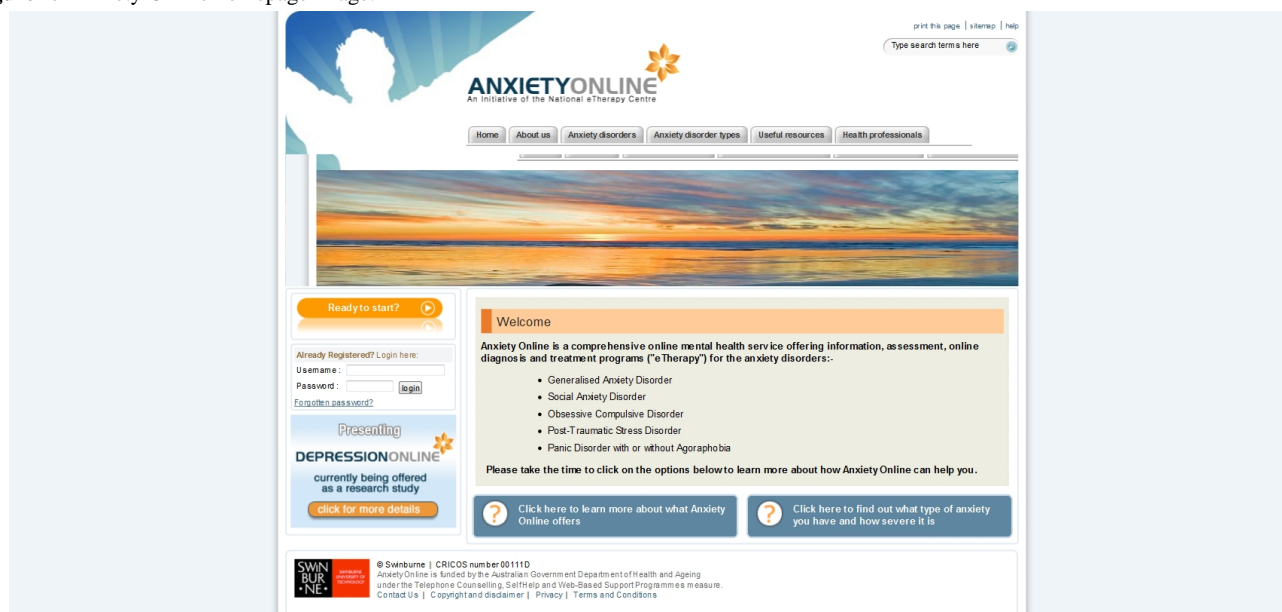 print this page | sitemap | help
Type search terms here
ANXIETYONLINE
An Initiative of the National eTherapy Centre
Home About us Anxiety disorders Anxiety disorder types Useful resources Health professionals
Ready to start?
Already Registered? Login here:
Username :
Password : login
Forgotten password?
Presenting
DEPRESSIONONLINE
currently being offered
as a research study
click for more details
Welcome
Anxiety Online is a comprehensive online mental health service offering information, assessment, online
diagnosis and treatment programs ("eTherapy") for the anxiety disorders:-
• Generalised Anxiety Disorder
• Social Anxiety Disorder
• Obsessive Compulsive Disorder
• Post-Traumatic Stress Disorder
• Panic Disorder with or without Agoraphobia
Please take the time to click on the options below to learn more about how Anxiety Online can help you.
? Click here to learn more about what Anxiety
Online offers
? Click here to find out what type of anxiety
you have and how severe it is
SWIN
BUR
• NE •
SWINBURNE
UNIVERSITY OF
TECHNOLOGY
© Swinburne | CRICOS number 00111D
Anxiety Online is funded by the Australian Government Department of Health and Ageing
under the Telephone Counselling, Self Help and Web-Based Support Programmes measure.
Contact Us | Copyright and disclaimer | Privacy | Terms and Conditions